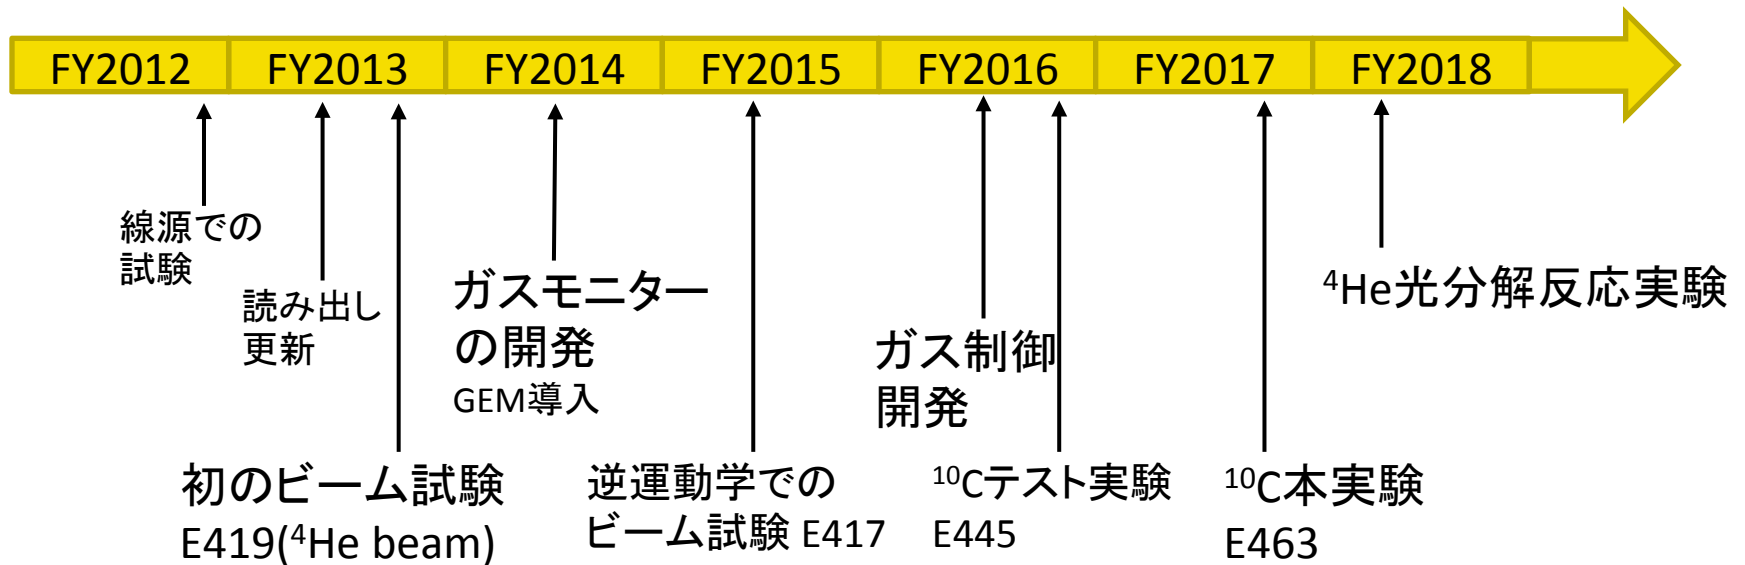 FY2012 FY2013 FY2014 FY2015 FY2016 FY2017 FY2018
線源での
試験
読み出し
更新
初のビーム試験
E419(⁴He beam)
ガスモニター
の開発
GEM導入
逆運動学での
ビーム試験 E417
ガス制御
開発
¹⁰Cテスト実験
E445
¹⁰C本実験
E463
⁴He光分解反応実験